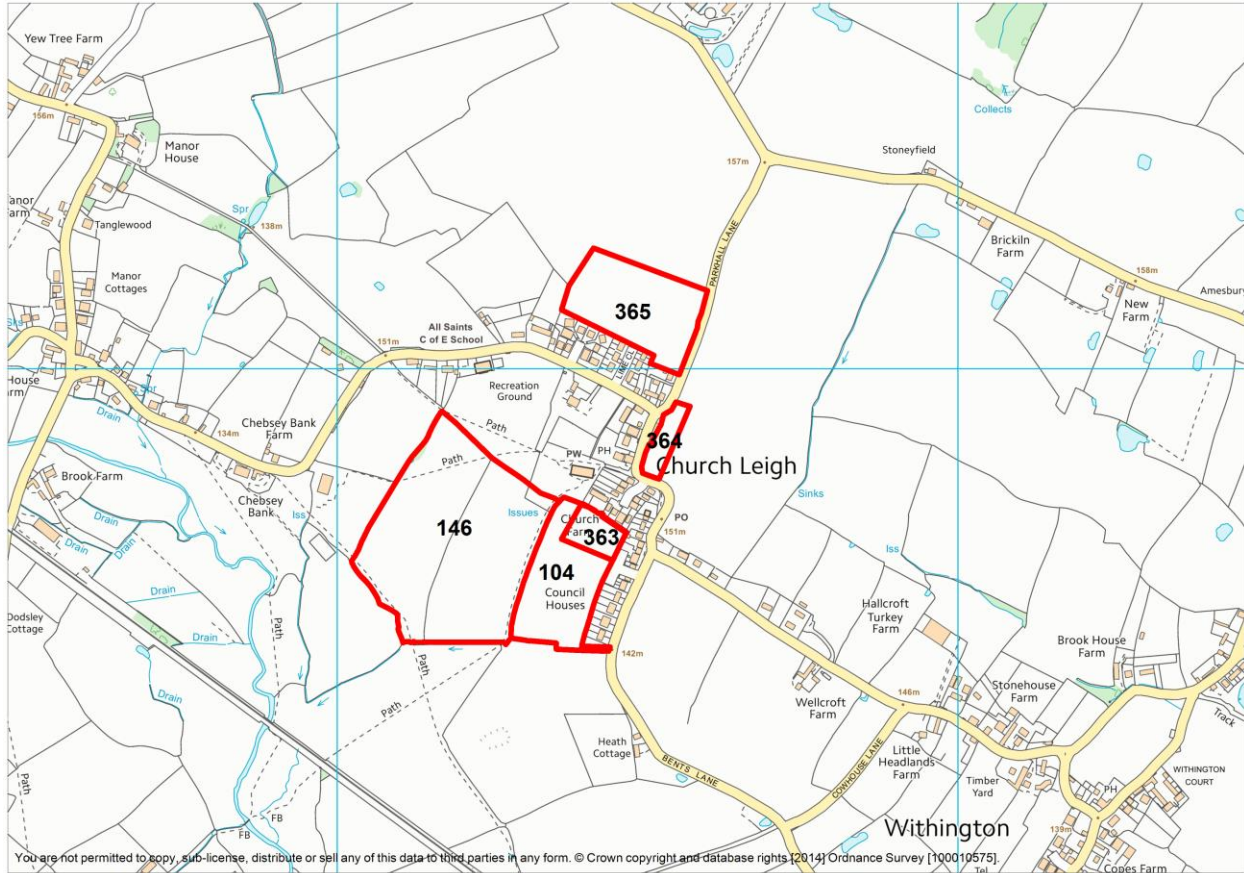 Yew Tree Farm
156m
Manor
House
Spr
138m
Tanglewood
Manor
Cottages
Collects
157m
Stoneyfield
PARKHALL LANE
Brickiln
Farm
158m
New
Farm
Amesbury
365
All Saints
C of E School
151m
LIME CL
Recreation
Ground
House
Drain
Spr
134m
Chebsey Bank
Farm
Brook Farm
Drain
Drain
Drain
Chebsey
Bank
Iss
Path
PW
PH
364
Church Leigh
Issues
Church
Farm
363
PO
151m
146
104
Council
Houses
Sinks
Iss
Hallcroft
Turkey
Farm
Brook House
Farm
Dodsley
Cottage
Drain
Drain
Path
Drain
Path
Path
Path
142m
Wellcroft
Farm
146m
Stonehouse
Farm
Track
Heath
Cottage
BENTS LANE
COWHOUSE LANE
Little
Headlands
Farm
Timber
Yard
PH
WITHINGTON
COURT
Withington
139m
FB
FB
Copes Farm
Tel
You are not permitted to copy, sub-license, distribute or sell any of this data to third parties in any form. © Crown copyright and database rights [2014] Ordnance Survey [100010575].